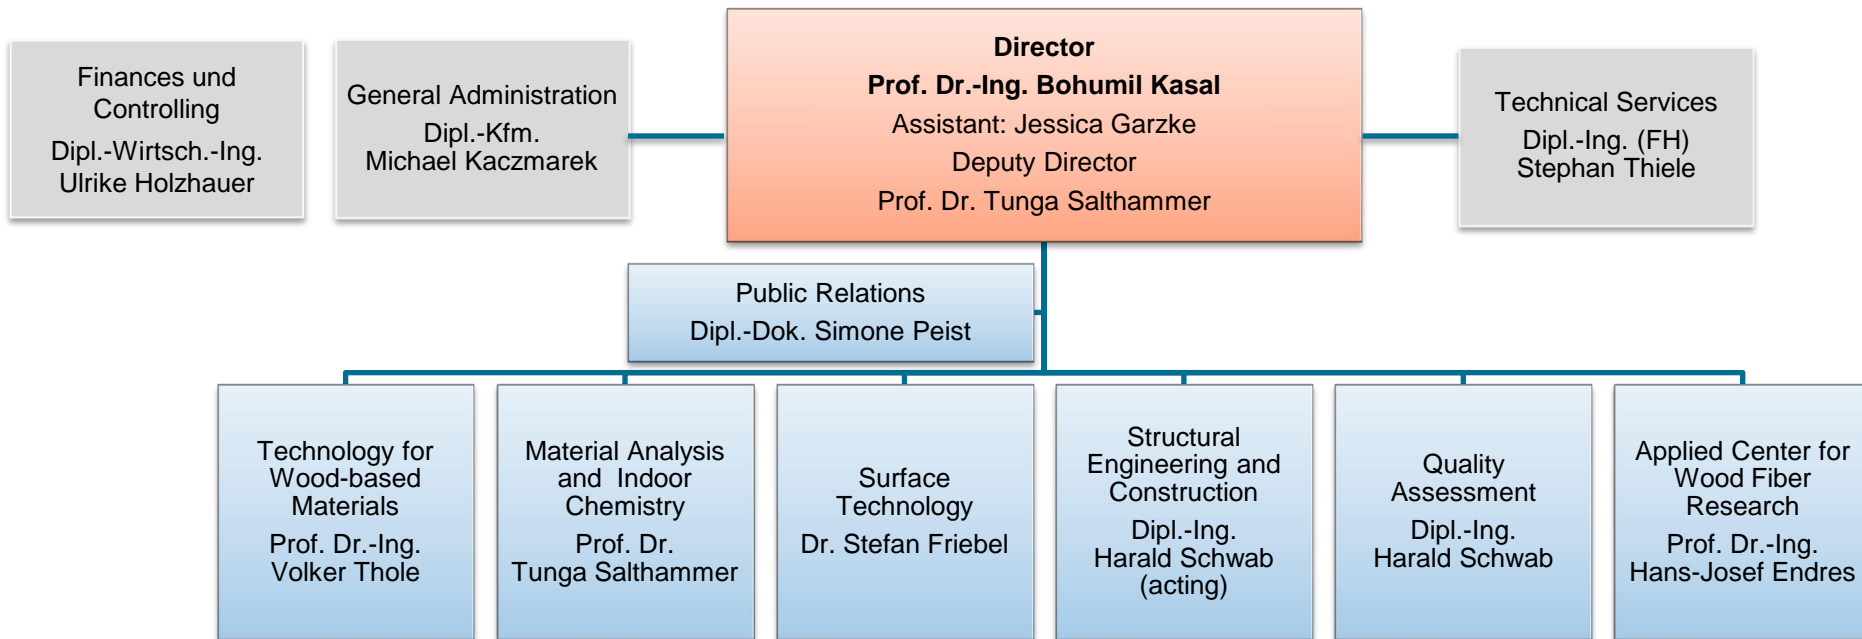 Finances und
Controlling
Dipl.-Wirtsch.-Ing.
Ulrike Holzhauer
General Administration
Dipl.-Kfm.
Michael Kaczmarek
Director
Prof. Dr.-Ing. Bohumil Kasal
Assistant: Jessica Garzke
Deputy Director
Prof. Dr. Tunga Salthammer
Technical Services
Dipl.-Ing. (FH)
Stephan Thiele
Public Relations
Dipl.-Dok. Simone Peist
Technology for
Wood-based
Materials
Prof. Dr.-Ing.
Volker Thole
Material Analysis
and Indoor
Chemistry
Prof. Dr.
Tunga Salthammer
Surface
Technology
Dr. Stefan Friebel
Structural
Engineering and
Construction
Dipl.-Ing.
Harald Schwab
(acting)
Quality
Assessment
Dipl.-Ing.
Harald Schwab
Applied Center for
Wood Fiber
Research
Prof. Dr.-Ing.
Hans-Josef Endres